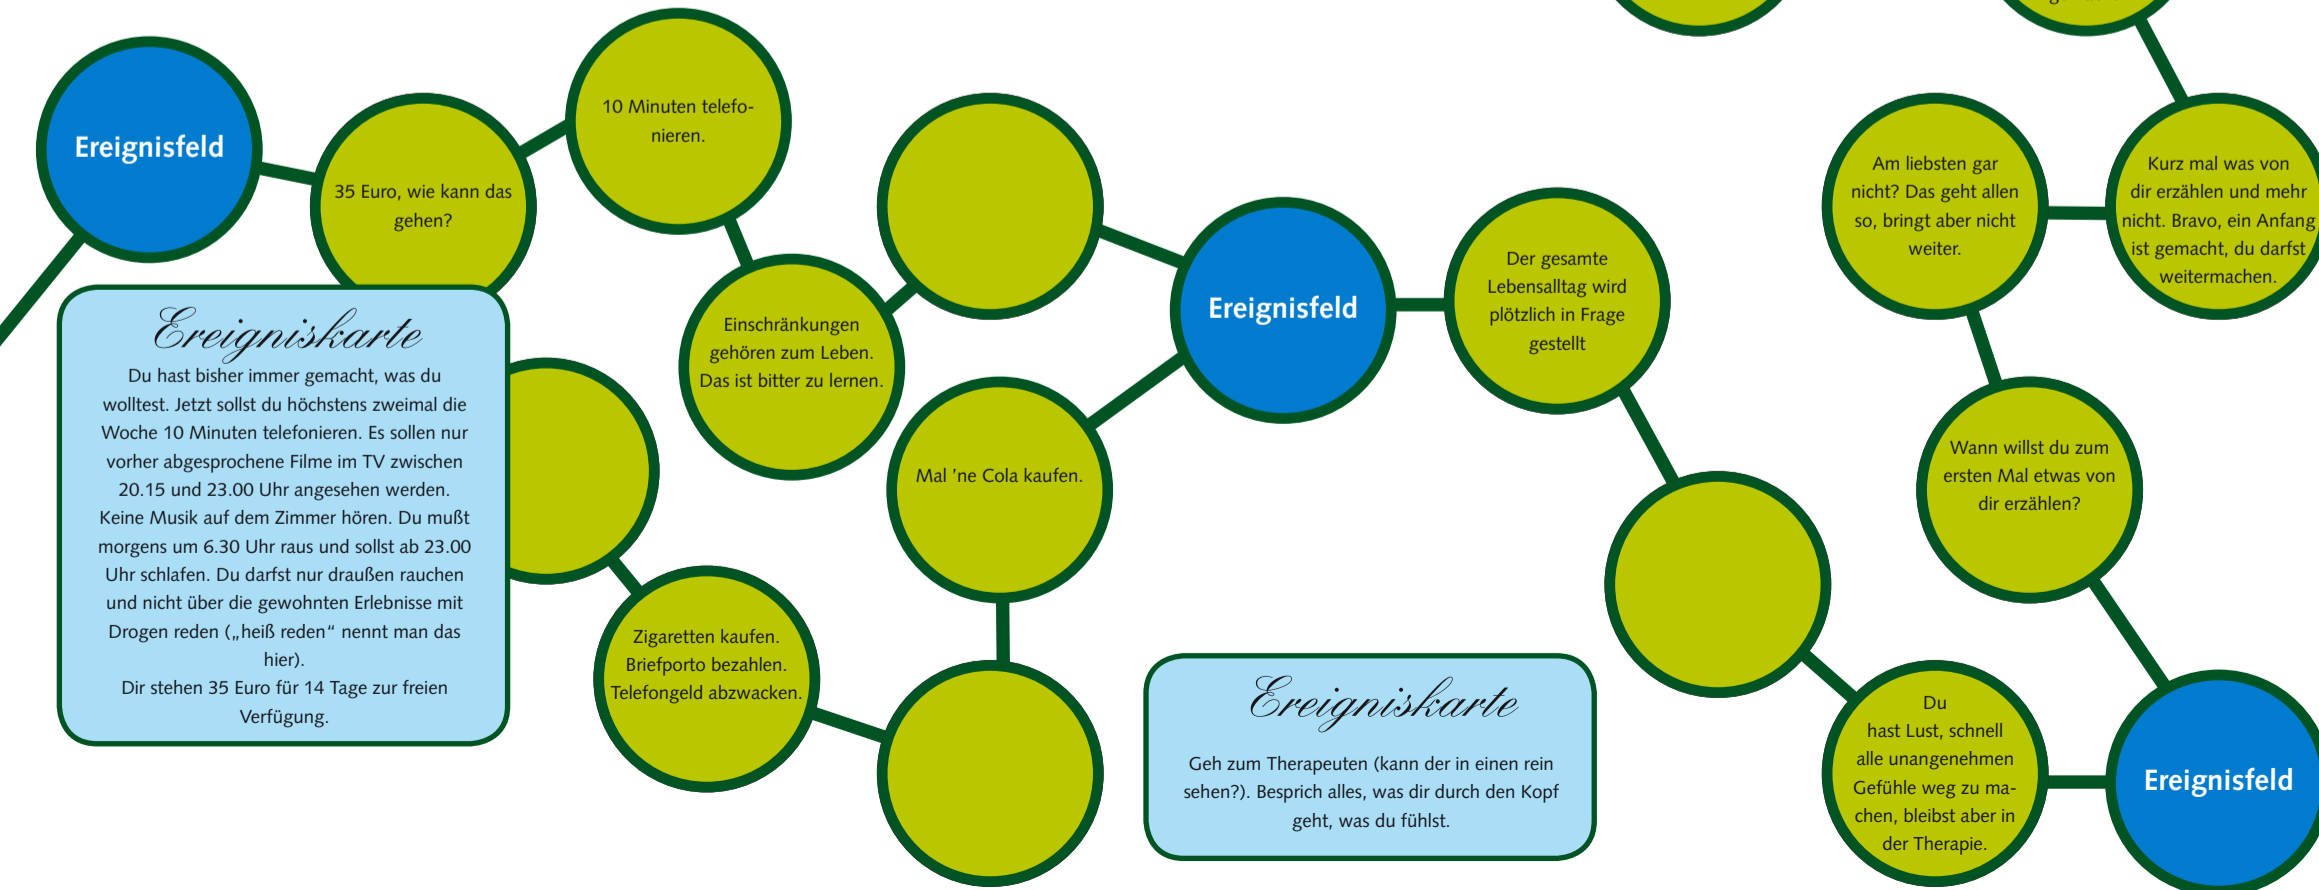 Ereignisfeld
35 Euro, wie kann das
gehen?
10 Minuten telefo-
nieren.
Einschränkungen
gehören zum Leben.
Das ist bitter zu lernen.
Ereigniskarte
Du hast bisher immer gemacht, was du
wolltest. Jetzt sollst du höchstens zweimal die
Woche 10 Minuten telefonieren. Es sollen nur
vorher abgesprochene Filme im TV zwischen
20.15 und 23.00 Uhr angesehen werden.
Keine Musik auf dem Zimmer hören. Du mußt
morgens um 6.30 Uhr raus und sollst ab 23.00
Uhr schlafen. Du darfst nur draußen rauchen
und nicht über die gewohnten Erlebnisse mit
Drogen reden („heiß reden“ nennt man das
hier).
Dir stehen 35 Euro für 14 Tage zur freien
Verfügung.
Zigaretten kaufen.
Briefporto bezahlen.
Telefongeld abzwacken.
Mal ’ne Cola kaufen.
Ereignisfeld
Der gesamte
Lebensalltag wird
plötzlich in Frage
gestellt
Ereigniskarte
Geh zum Therapeuten (kann der in einen rein
sehen?). Besprich alles, was dir durch den Kopf
geht, was du fühlst.
Du
hast Lust, schnell
alle unangenehmen
Gefühle weg zu ma-
chen, bleibst aber in
der Therapie.
Ereignisfeld
Wann willst du zum
ersten Mal etwas von
dir erzählen?
Am liebsten gar
nicht? Das geht allen
so, bringt aber nicht
weiter.
Kurz mal was von
dir erzählen und mehr
nicht. Bravo, ein Anfang
ist gemacht, du darfst
weitermachen.